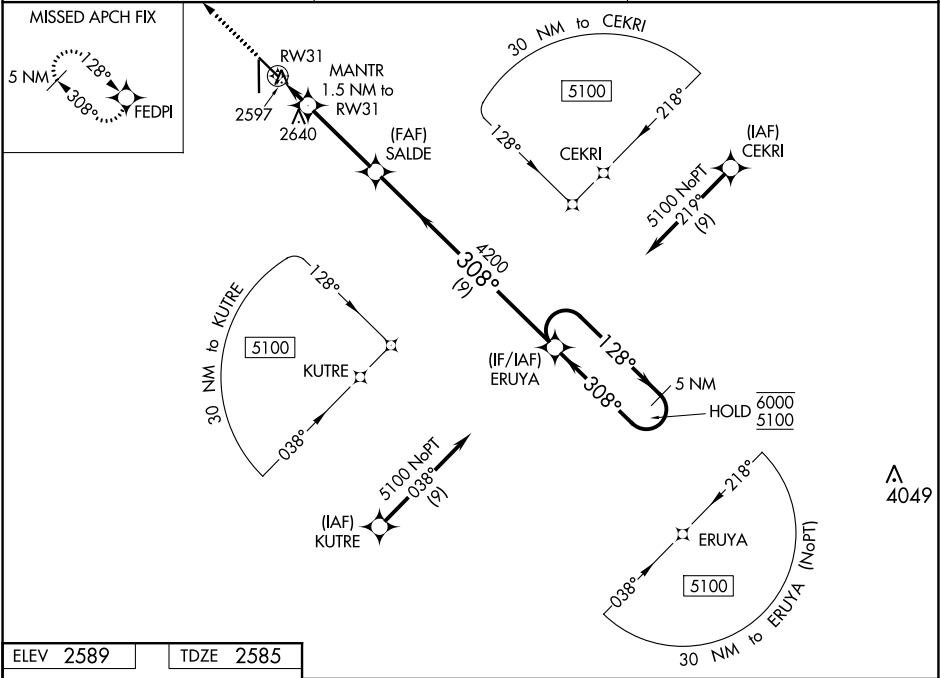 MISSED APCH FIX
5 NM
128°
308°
FEDPI
RW31
2597
MANTR
1.5 NM to
RW31
2640
(FAF)
SALDE
30 NM to CEKRI
5100
128°
218°
CEKRI
(IAF)
CEKRI
5100 NoPT
219°
(9)
4200
308°
(9)
30 NM to KUTRE
128°
5100
KUTRE
038°
(IF/IAF)
ERUYA
128°
308°
5 NM
HOLD
6000
5100
5100 NoPT
038°
(9)
(IAF)
KUTRE
4049
218°
ERUYA
038°
5100
30 NM to ERUYA (NoPT)
ELEV 2589
TDZE 2585